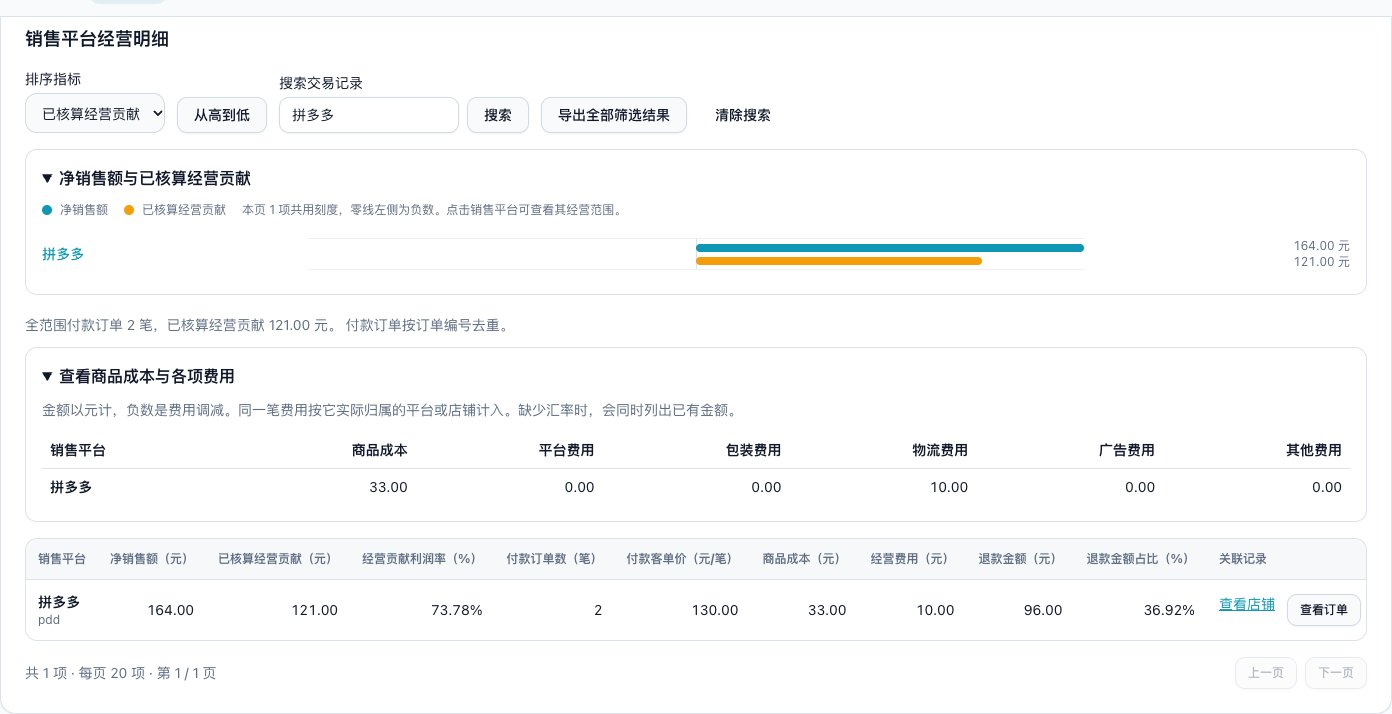 销售平台经营明细
排序指标
搜索交易记录
已核算经营贡献 从高到低 拼多多 搜索 导出全部筛选结果 清除搜索
▼ 净销售额与已核算经营贡献
净销售额 已核算经营贡献 本页 1 项共用刻度，零线左侧为负数。点击销售平台可查看其经营范围。
拼多多
164.00 元
121.00 元
全范围付款订单 2 笔，已核算经营贡献 121.00 元。 付款订单按订单编号去重。
▼ 查看商品成本与各项费用
金额以元计，负数是费用调减。同一笔费用按它实际归属的平台或店铺计入。缺少汇率时，会同时列出已有金额。
销售平台 商品成本 平台费用 包装费用 物流费用 广告费用 其他费用
拼多多 33.00 0.00 0.00 10.00 0.00 0.00
销售平台 净销售额（元） 已核算经营贡献（元） 经营贡献利润率（%） 付款订单数（笔） 付款客单价（元/笔） 商品成本（元） 经营费用（元） 退款金额（元） 退款金额占比（%） 关联记录
拼多多 164.00 121.00 73.78% 2 130.00 33.00 10.00 96.00 36.92% 查看店铺 查看订单
pdd
共 1 项 · 每页 20 项 · 第 1 / 1 页 上一页 下一页